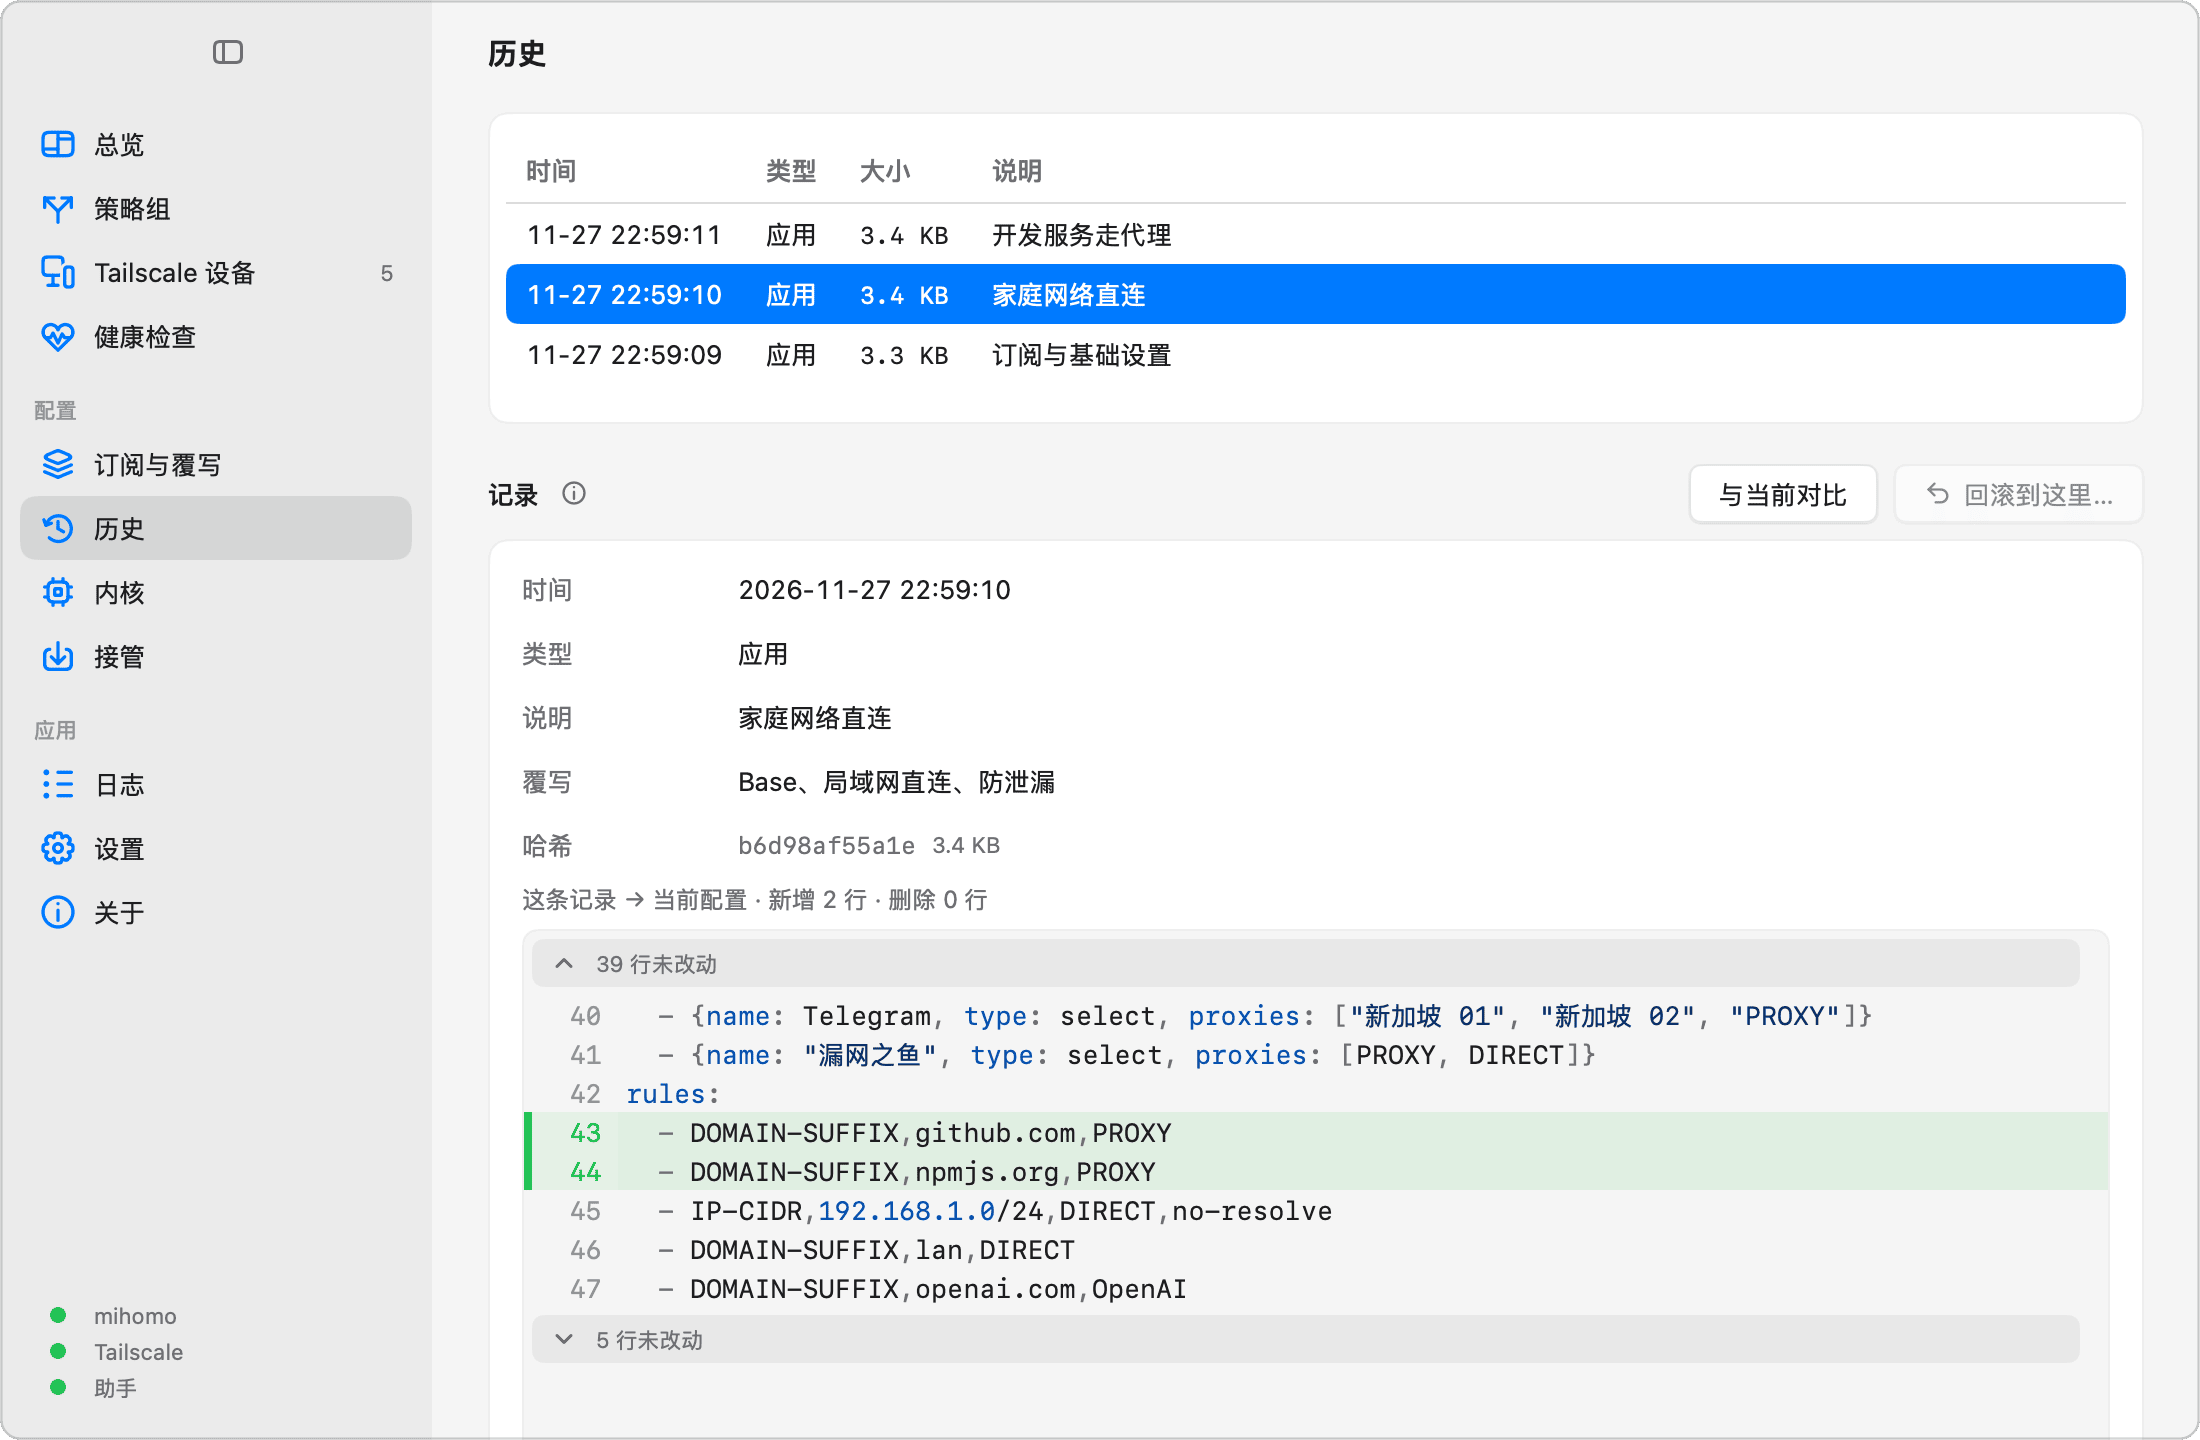 总览
策略组
Tailscale 设备 5
健康检查
配置
订阅与覆写
历史
内核
接管
应用
日志
设置
关于
mihomo
Tailscale
助手
历史
时间 类型 大小 说明
11-27 22:59:11 应用 3.4 KB 开发服务走代理
11-27 22:59:10 应用 3.4 KB 家庭网络直连
11-27 22:59:09 应用 3.3 KB 订阅与基础设置
记录 与当前对比 回滚到这里...
时间 2026-11-27 22:59:10
类型 应用
说明 家庭网络直连
覆写 Base、局域网直连、防泄漏
哈希 b6d98af55a1e 3.4 KB
这条记录 → 当前配置 · 新增 2 行 · 删除 0 行
39 行未改动
40 - {name: Telegram, type: select, proxies: ["新加坡 01", "新加坡 02", "PROXY"]}
41 - {name: "漏网之鱼", type: select, proxies: [PROXY, DIRECT]}
42 rules:
43 - DOMAIN-SUFFIX,github.com,PROXY
44 - DOMAIN-SUFFIX,npmjs.org,PROXY
45 - IP-CIDR,192.168.1.0/24,DIRECT,no-resolve
46 - DOMAIN-SUFFIX,lan,DIRECT
47 - DOMAIN-SUFFIX,openai.com,OpenAI
5 行未改动